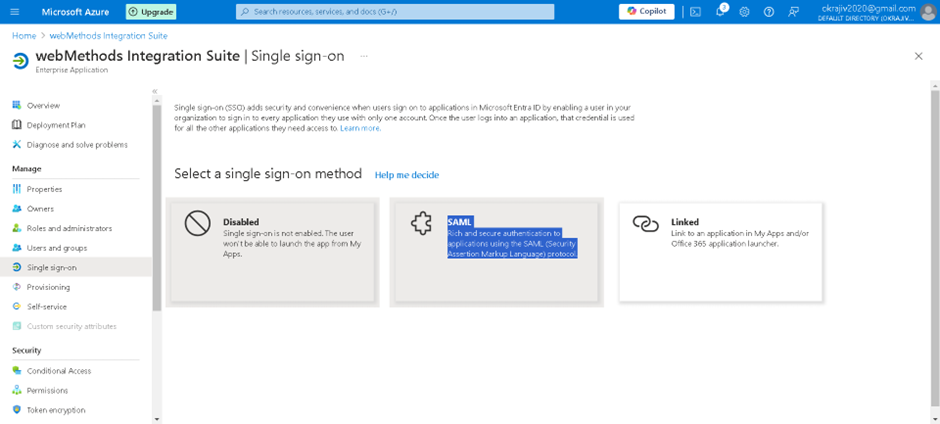 Microsoft Azure
Upgrade
Search resources, services, and docs (G+/)
Copilot
3
okrajiv2020@gmail.com
DEFAULT DIRECTORY (OKRAJIV...
Home > webMethods Integration Suite
webMethods Integration Suite | Single sign-on ...
Enterprise Application
Overview
Deployment Plan
Diagnose and solve problems
Manage
Properties
Owners
Roles and administrators
Users and groups
Single sign-on
Provisioning
Self-service
Custom security attributes
Security
Conditional Access
Permissions
Token encryption
Single sign-on (SSO) adds security and convenience when users sign on to applications in Microsoft Entra ID by enabling a user in your
organization to sign in to every application they use with only one account. Once the user logs into an application, that credential is used
for all the other applications they need access to. Learn more.
Select a single sign-on method Help me decide
Disabled
Single sign-on is not enabled. The user
won't be able to launch the app from My
Apps.
SAML
Rich and secure authentication to
applications using the SAML (Security
Assertion Markup Language) protocol.
Linked
Link to an application in My Apps and/or
Office 365 application launcher.